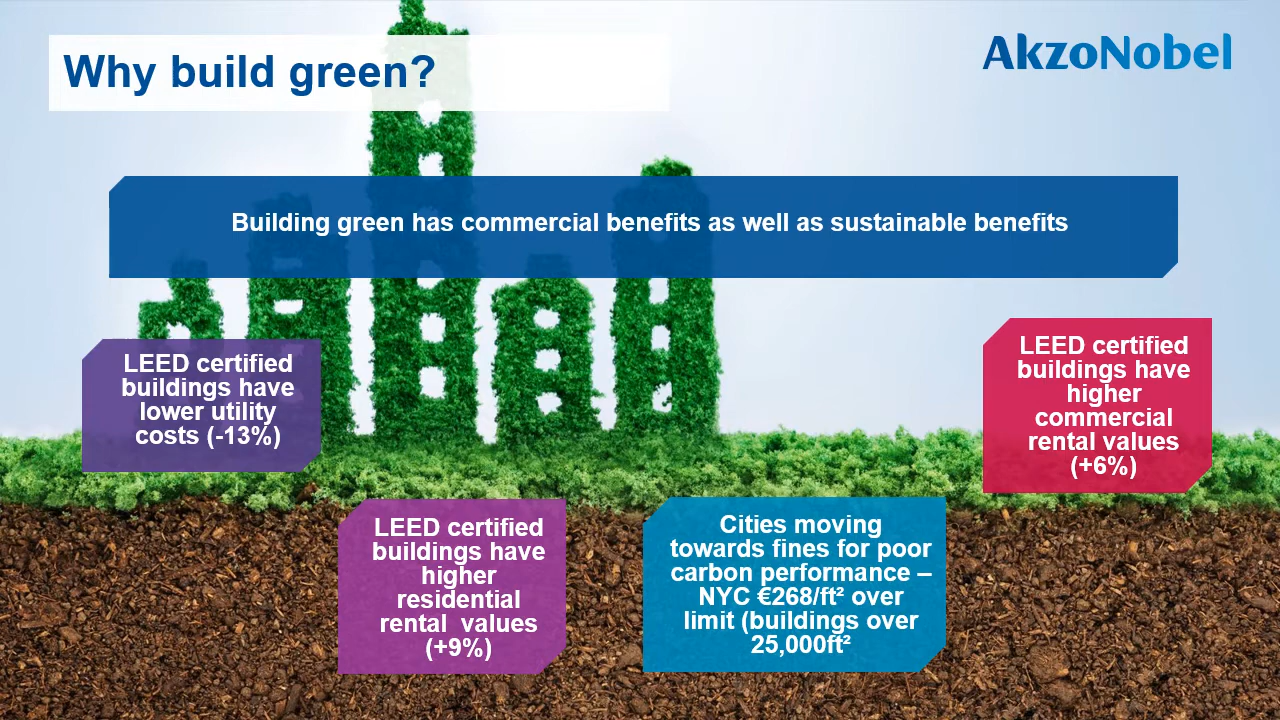 Why build green?
AkzoNobel
Building green has commercial benefits as well as sustainable benefits
LEED certified
buildings have
lower utility
costs (-13%)
LEED certified
buildings have
higher
residential
rental  values
(+9%)
Cities moving
towards fines for poor
carbon performance –
NYC €268/ft² over
limit (buildings over
25,000ft²
LEED certified
buildings have
higher
commercial
rental values
(+6%)